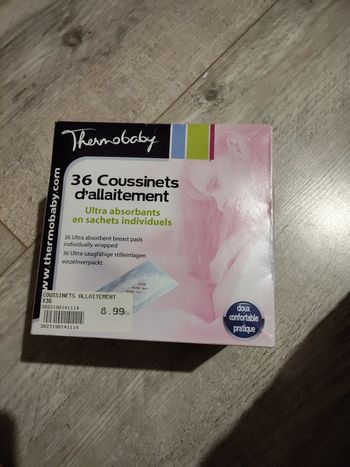 Thermobaby
www.thermobaby.com
36 Coussinets
d'allaitement
Ultra absorbants
en sachets individuels
36 Ultra absorbent breast pads
individually wrapped
36 Ultra-saugfähige stilleinlagen
einzelnverpackt
COUSSINETS ALLAITEMENT
X36
3023190141114
8.99
3023190141114
doux
confortable
pratique